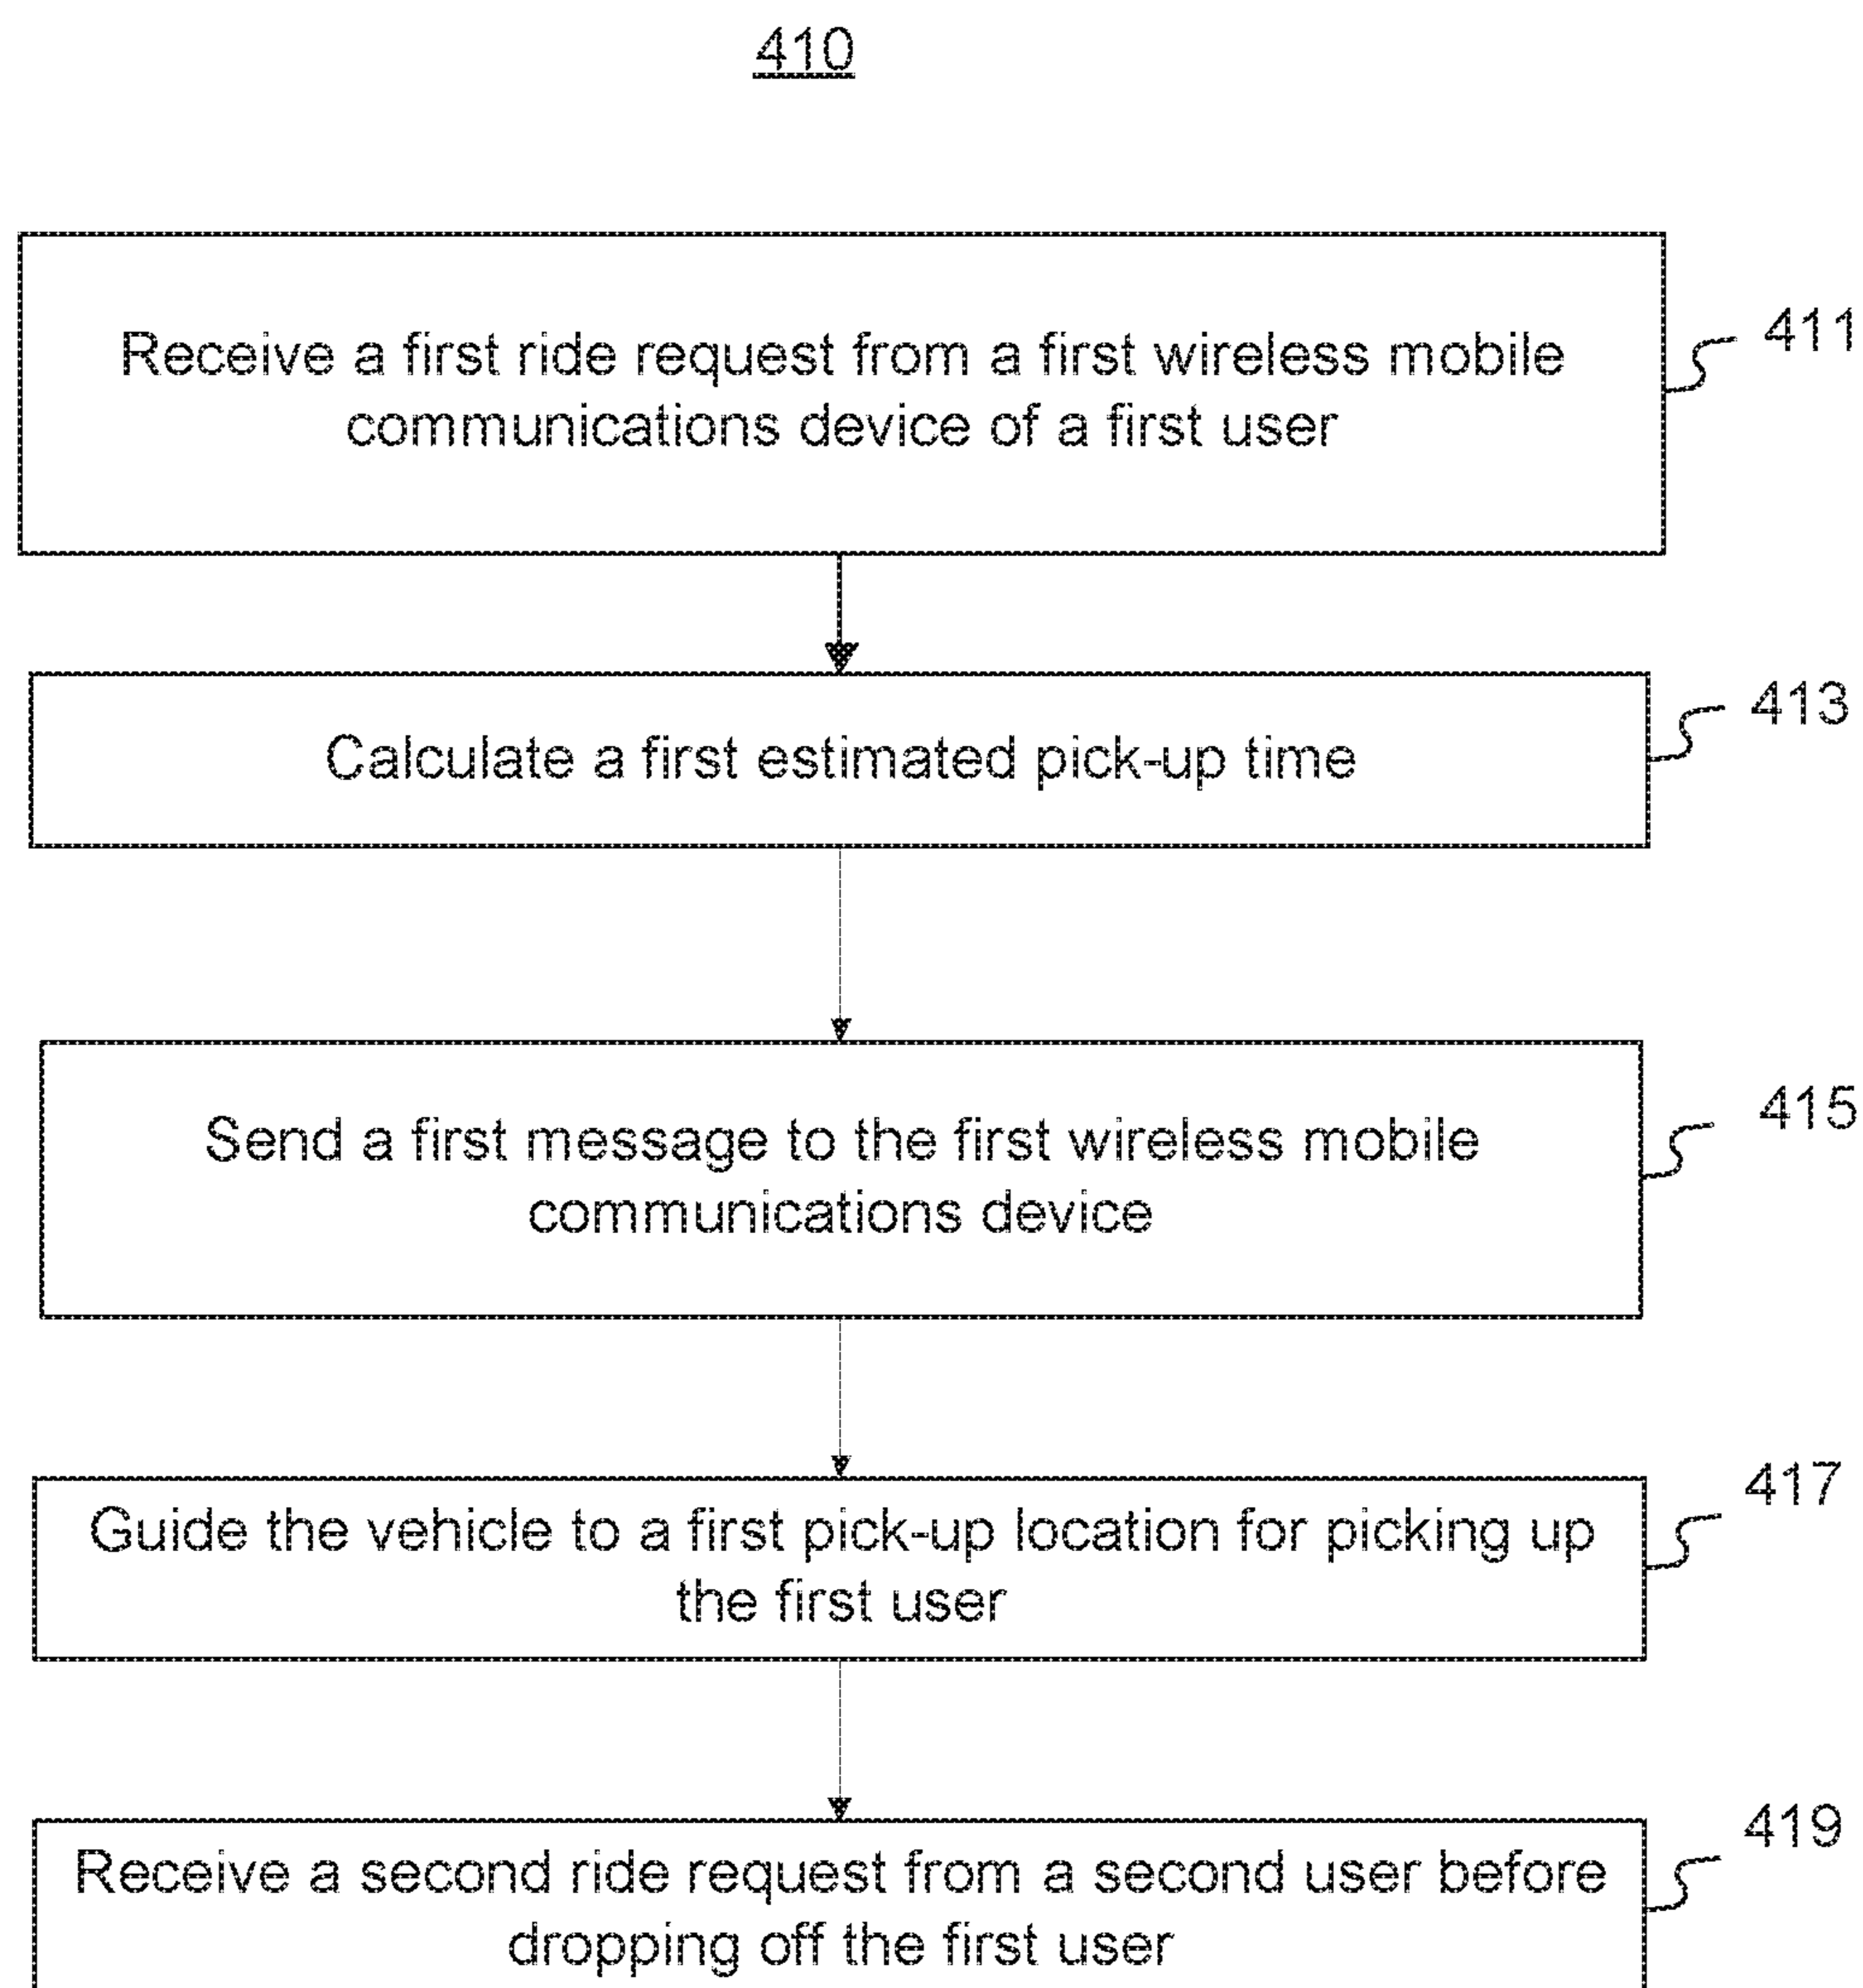 410
Receive a first ride request from a first wireless mobile
communications device of a first user
411
Calculate a first estimated pick-up time
413
Send a first message to the first wireless mobile
communications device
415
Guide the vehicle to a first pick-up location for picking up
the first user
417
Receive a second ride request from a second user before
dropping off the first user
419